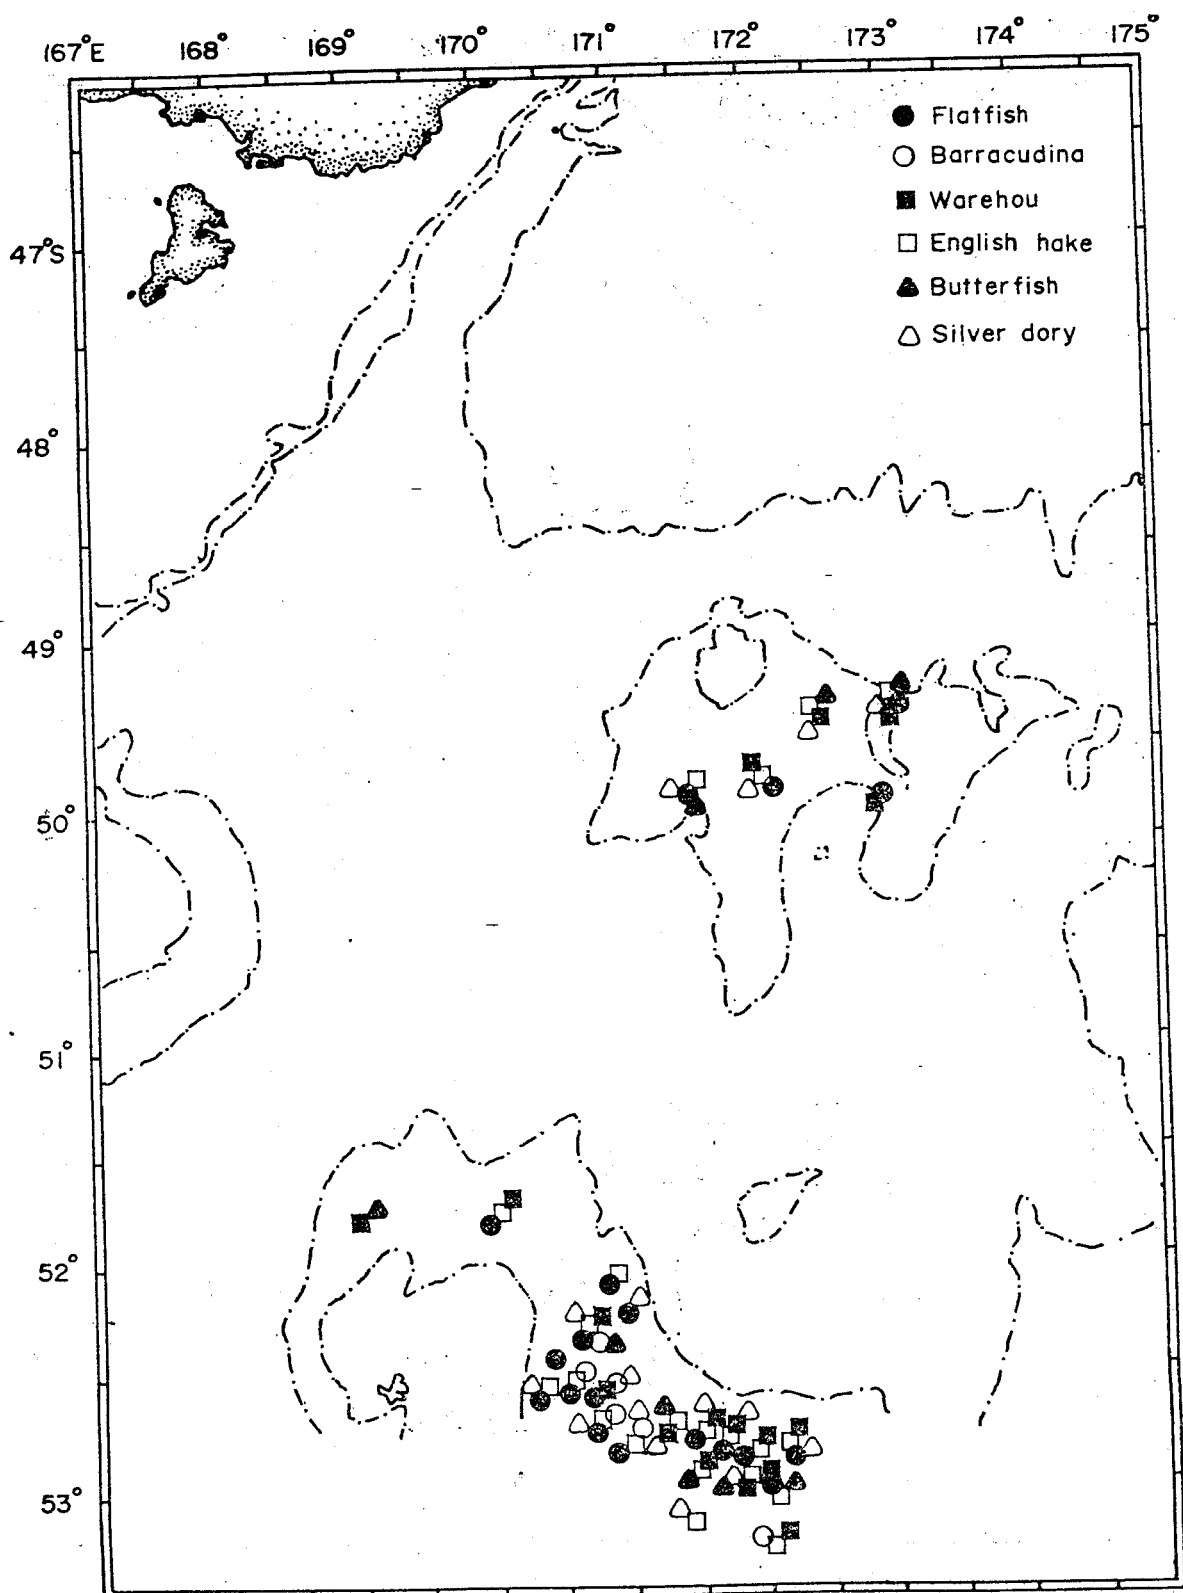 167°E 168° 169° 170° 171° 172° 173° 174° 175°
Flatfish
Barracudina
Warehou
English hake
Butterfish
Silver dory
47°S
48°
49°
50°
51°
52°
53°